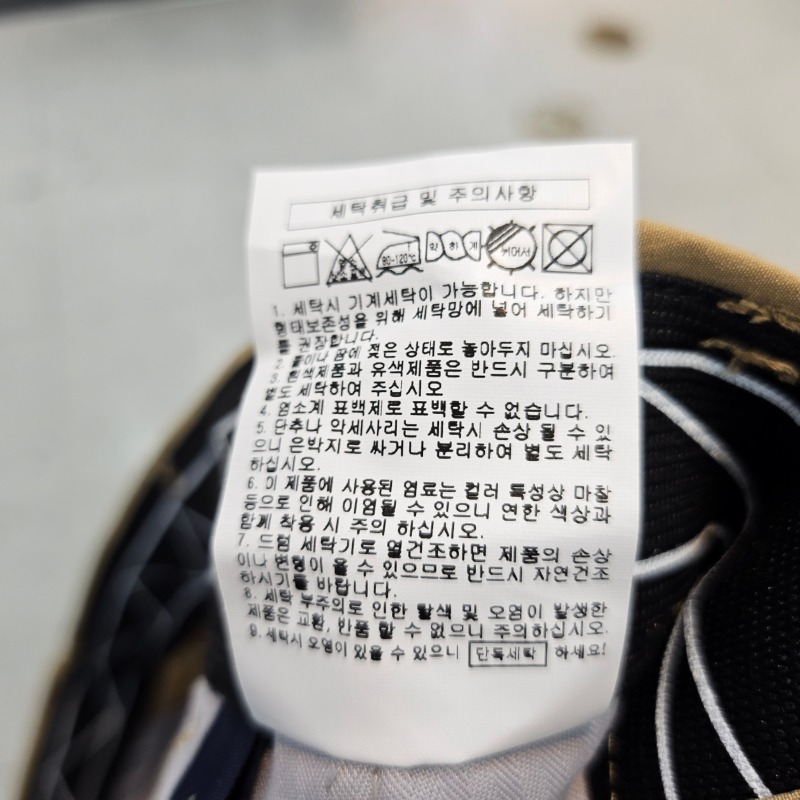 세탁취급 및 주의사항
80-120℃
약하게
뉘어서
1. 세탁시 기계세탁이 가능합니다. 하지만
형태보존성을 위해 세탁망에 넣어 세탁하기
를 권장합니다.
2. 물이나 땀에 젖은 상태로 놓아두지 마십시오.
3. 흰색제품과 유색제품은 반드시 구분하여
별도 세탁하여 주십시오
4. 염소계 표백제로 표백할 수 없습니다.
5. 단추나 악세사리는 세탁시 손상 될 수 있
으니 은박지로 싸거나 분리하여 별도 세탁
하십시오.
6. 이 제품에 사용된 염료는 컬러 특성상 마찰
등으로 인해 이염될 수 있으니 연한 색상과
함께 착용 시 주의 하십시오.
7. 드럼 세탁기로 열건조하면 제품의 손상
이나 변형이 올 수 있으므로 반드시 자연건조
하시기를 바랍니다.
8. 세탁 부주의로 인한 탈색 및 오염이 발생한
제품은 교환, 반품 할 수 없으니 주의하십시오.
9. 세탁시 오염이 있을 수 있으니 단독세탁 하세요!